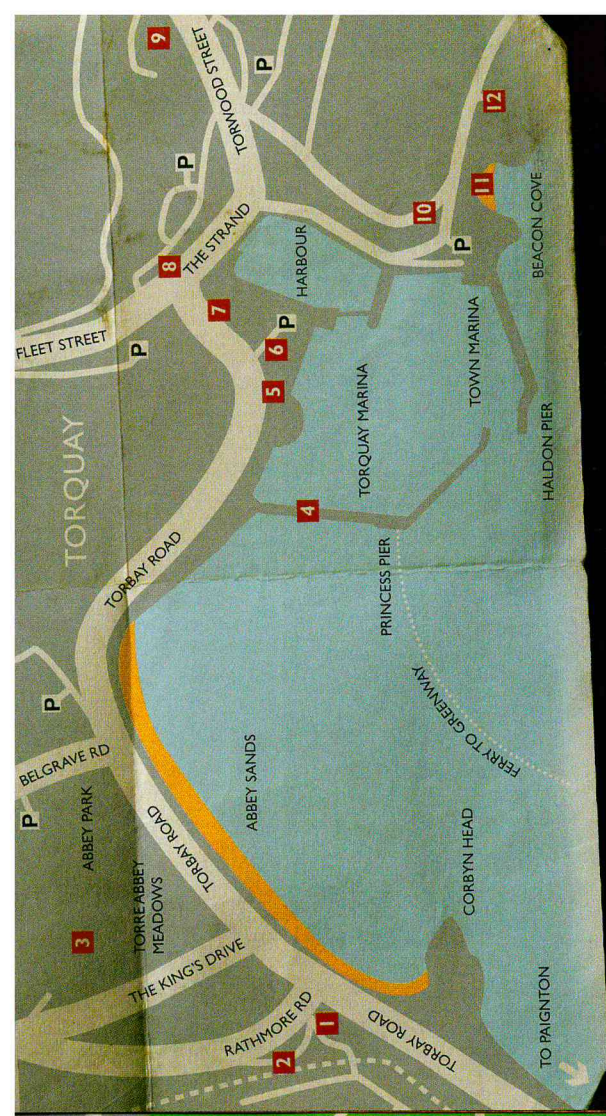 TORQUAY
FLEET STREET
THE STRAND
TORWOOD STREET
TORBAY ROAD
BELGRAVE RD
ABBEY PARK
TORRE ABBEY
MEADOWS
TORBAY ROAD
THE KING'S DRIVE
RATHMORE RD
TORBAY ROAD
ABBEY SANDS
CORBYN HEAD
TO PAIGNTON
FERRY TO GREENWAY
PRINCESS PIER
TORQUAY MARINA
TOWN MARINA
HALDON PIER
HARBOUR
BEACON COVE
1
2
3
4
5
6
7
8
9
10
11
12
P
P
P
P
P
P
P